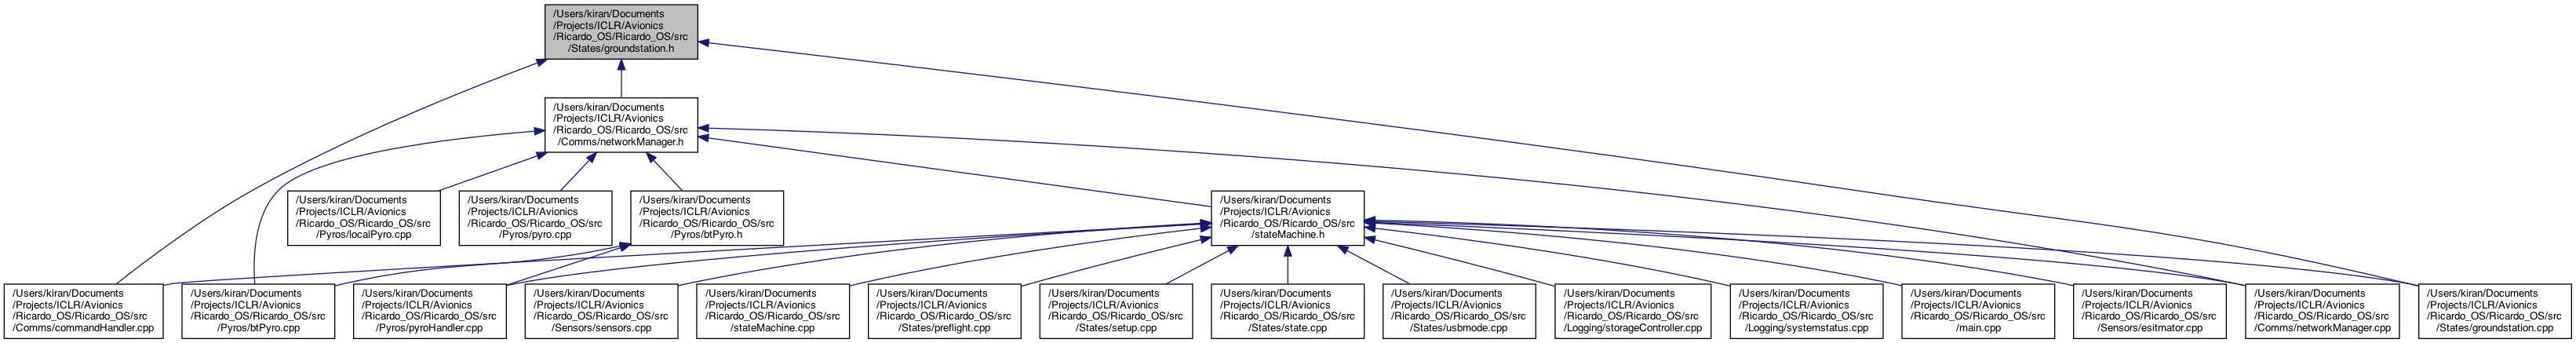 /Users/kiran/Documents
/Projects/ICLR/Avionics
/Ricardo_OS/Ricardo_OS/src
/States/groundstation.h
/Users/kiran/Documents
/Projects/ICLR/Avionics
/Ricardo_OS/Ricardo_OS/src
/Comms/networkManager.h
/Users/kiran/Documents
/Projects/ICLR/Avionics
/Ricardo_OS/Ricardo_OS/src
/Pyros/localPyro.cpp
/Users/kiran/Documents
/Projects/ICLR/Avionics
/Ricardo_OS/Ricardo_OS/src
/Pyros/pyro.cpp
/Users/kiran/Documents
/Projects/ICLR/Avionics
/Ricardo_OS/Ricardo_OS/src
/Pyros/btPyro.h
/Users/kiran/Documents
/Projects/ICLR/Avionics
/Ricardo_OS/Ricardo_OS/src
/stateMachine.h
/Users/kiran/Documents
/Projects/ICLR/Avionics
/Ricardo_OS/Ricardo_OS/src
/Comms/commandHandler.cpp
/Users/kiran/Documents
/Projects/ICLR/Avionics
/Ricardo_OS/Ricardo_OS/src
/Pyros/btPyro.cpp
/Users/kiran/Documents
/Projects/ICLR/Avionics
/Ricardo_OS/Ricardo_OS/src
/Pyros/pyroHandler.cpp
/Users/kiran/Documents
/Projects/ICLR/Avionics
/Ricardo_OS/Ricardo_OS/src
/Sensors/sensors.cpp
/Users/kiran/Documents
/Projects/ICLR/Avionics
/Ricardo_OS/Ricardo_OS/src
/stateMachine.cpp
/Users/kiran/Documents
/Projects/ICLR/Avionics
/Ricardo_OS/Ricardo_OS/src
/States/preflight.cpp
/Users/kiran/Documents
/Projects/ICLR/Avionics
/Ricardo_OS/Ricardo_OS/src
/States/setup.cpp
/Users/kiran/Documents
/Projects/ICLR/Avionics
/Ricardo_OS/Ricardo_OS/src
/States/state.cpp
/Users/kiran/Documents
/Projects/ICLR/Avionics
/Ricardo_OS/Ricardo_OS/src
/States/usbmode.cpp
/Users/kiran/Documents
/Projects/ICLR/Avionics
/Ricardo_OS/Ricardo_OS/src
/Logging/storageController.cpp
/Users/kiran/Documents
/Projects/ICLR/Avionics
/Ricardo_OS/Ricardo_OS/src
/Logging/systemstatus.cpp
/Users/kiran/Documents
/Projects/ICLR/Avionics
/Ricardo_OS/Ricardo_OS/src
/main.cpp
/Users/kiran/Documents
/Projects/ICLR/Avionics
/Ricardo_OS/Ricardo_OS/src
/Sensors/esitmator.cpp
/Users/kiran/Documents
/Projects/ICLR/Avionics
/Ricardo_OS/Ricardo_OS/src
/Comms/networkManager.cpp
/Users/kiran/Documents
/Projects/ICLR/Avionics
/Ricardo_OS/Ricardo_OS/src
/States/groundstation.cpp